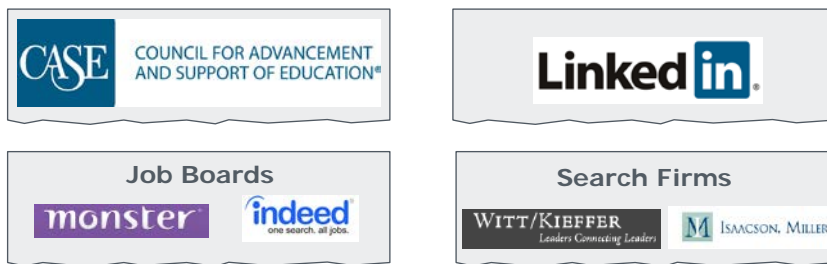 CASE
COUNCIL FOR ADVANCEMENT
AND SUPPORT OF EDUCATION®
Linked in®
Job Boards
monster
indeed
one search. all jobs.
Search Firms
WITT/KIEFFER
Leaders Connecting Leaders
M ISAACSON, MILLER